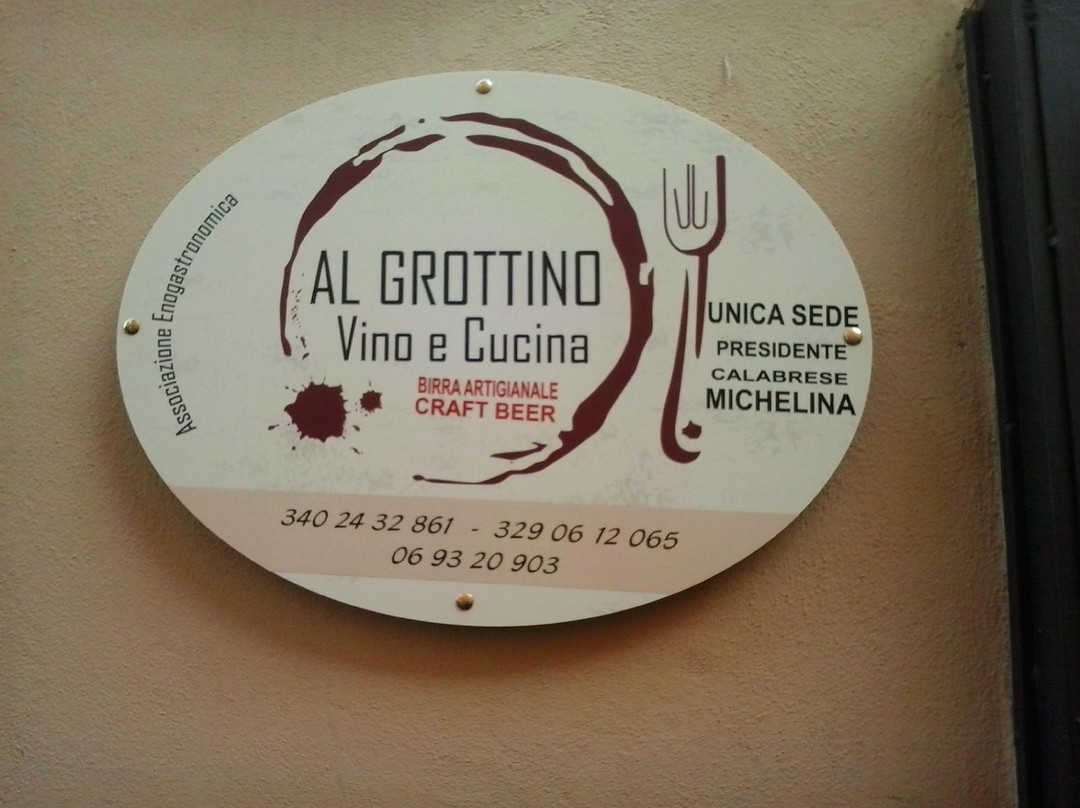 Associazione Enogastronomica
AL GROTTINO
Vino e Cucina
BIRRA ARTIGIANALE
CRAFT BEER
UNICA SEDE
PRESIDENTE
CALABRESE
MICHELINA
340 24 32 861 - 329 06 12 065
06 93 20 903